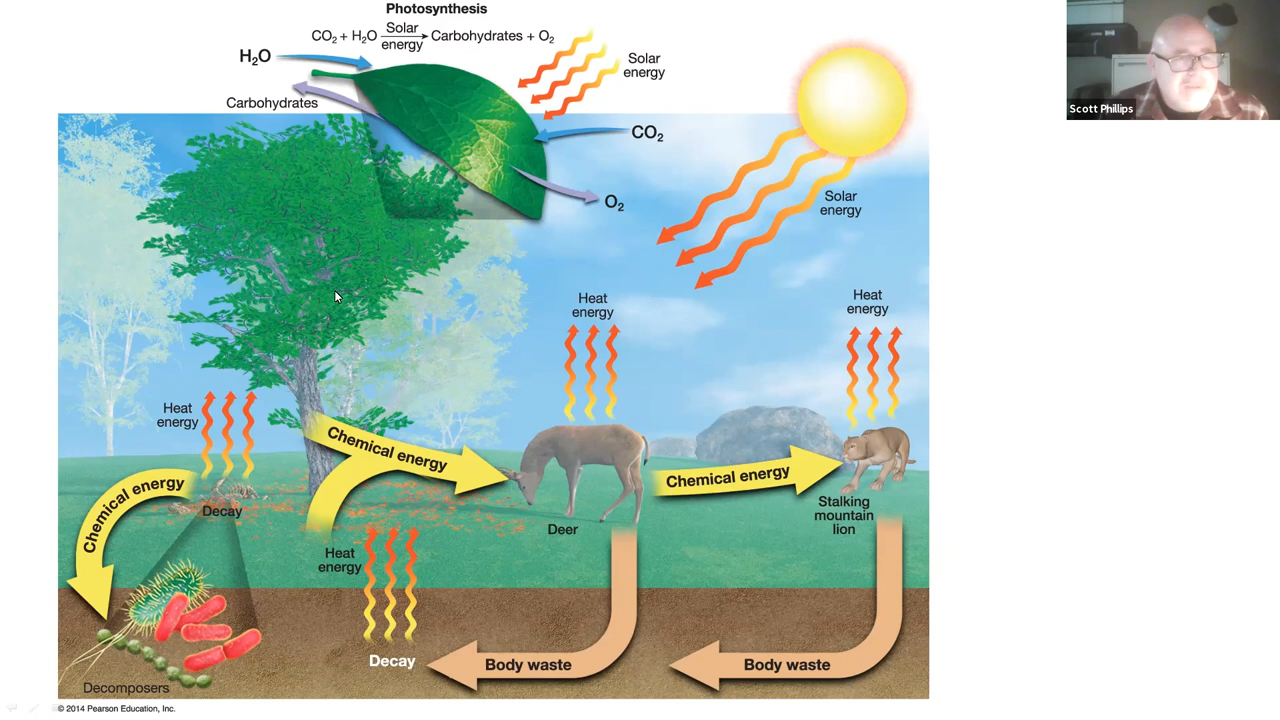 Photosynthesis
CO₂ + H₂O Solar energy → Carbohydrates + O₂
H₂O
Solar
energy
Carbohydrates
CO₂
O₂
Solar
energy
Scott Phillips
Heat
energy
Heat
energy
Heat
energy
Chemical energy
Chemical energy
Chemical energy
Decay
Deer
Stalking
mountain
lion
Heat
energy
Decay
Body waste
Body waste
Decomposers
© 2014 Pearson Education, Inc.